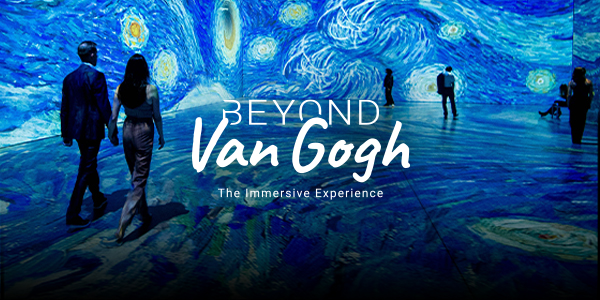 BEYOND
Van Gogh
The Immersive Experience